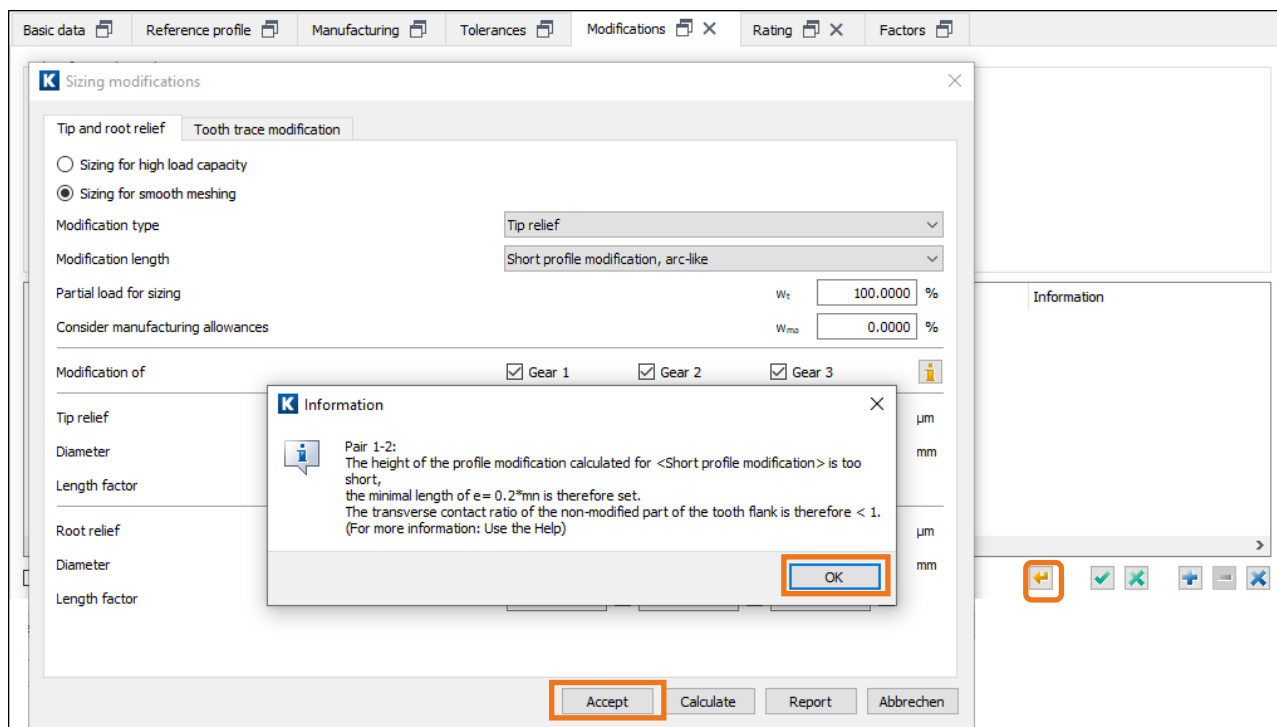 Basic data Reference profile Manufacturing Tolerances Modifications Rating Factors
K Sizing modifications
Tip and root relief Tooth trace modification
Sizing for high load capacity
Sizing for smooth meshing
Modification type Tip relief
Modification length Short profile modification, arc-like
Partial load for sizing wt 100.0000 %
Consider manufacturing allowances wma 0.0000 %
Information
Modification of Gear 1 Gear 2 Gear 3
K Information
Tip relief µm
Diameter mm
Length factor
Pair 1-2:
The height of the profile modification calculated for <Short profile modification> is too
short,
the minimal length of e= 0.2*mn is therefore set.
The transverse contact ratio of the non-modified part of the tooth flank is therefore < 1.
(For more information: Use the Help)
OK
Root relief µm
Diameter mm
Length factor
Accept Calculate Report Abbrechen